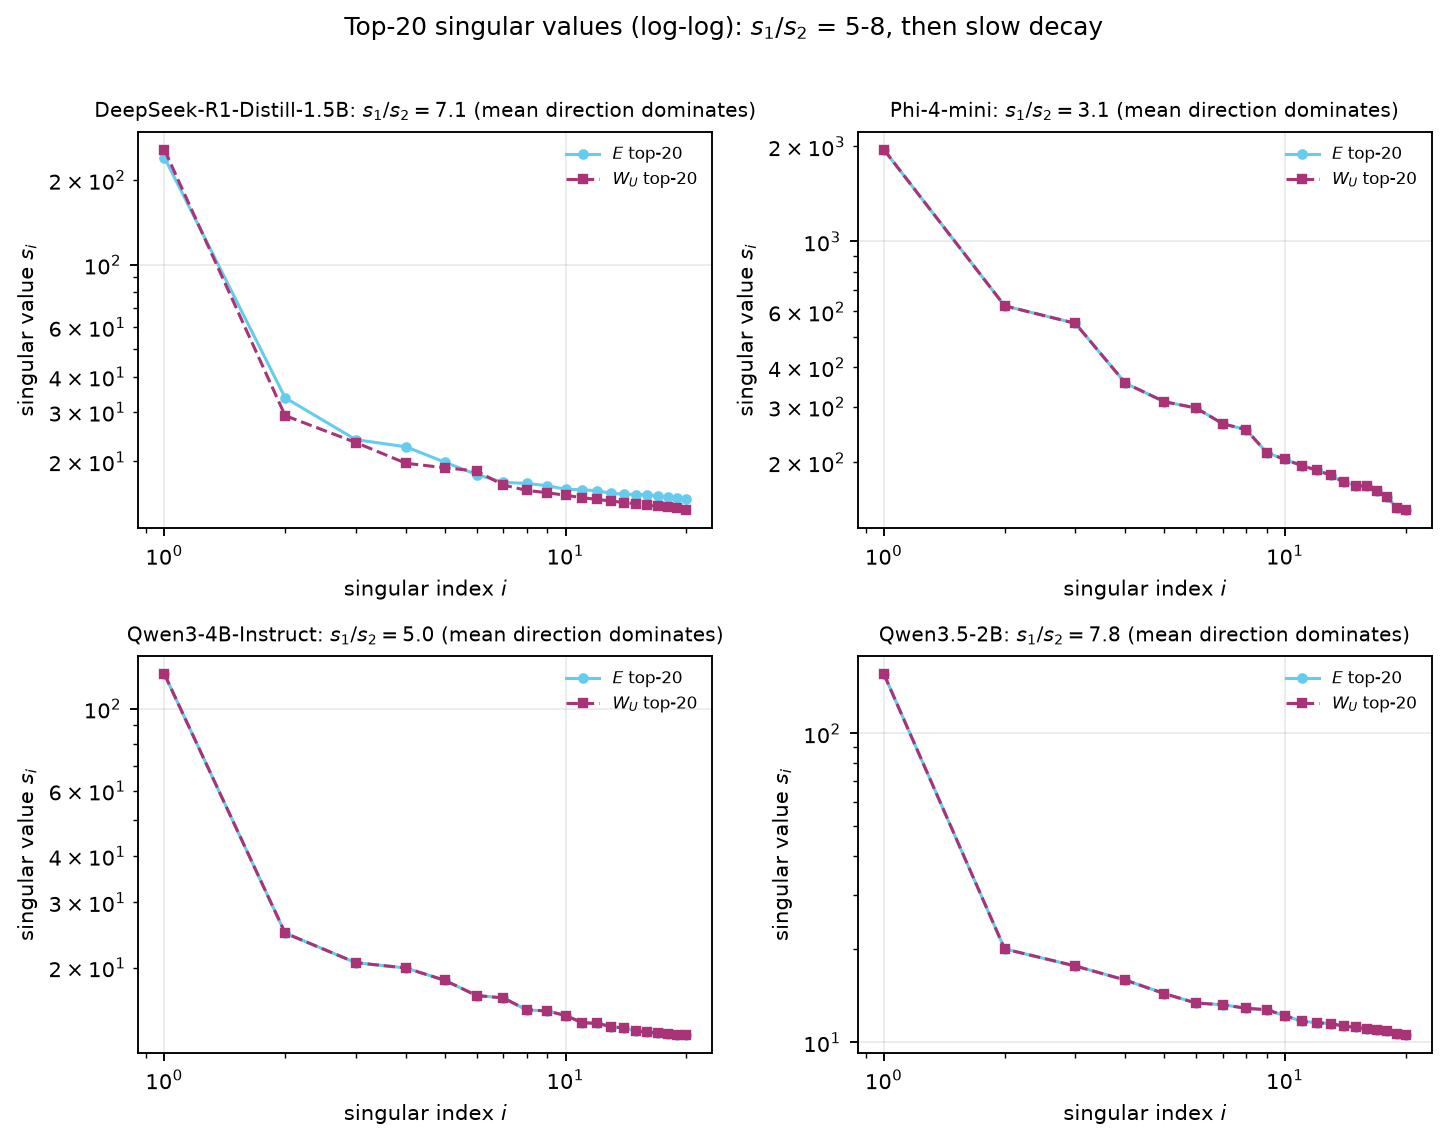 Top-20 singular values (log-log): s₁/s₂ = 5-8, then slow decay
DeepSeek-R1-Distill-1.5B: s₁/s₂ = 7.1 (mean direction dominates)
singular value sᵢ
2 × 10²
10²
6 × 10¹
4 × 10¹
3 × 10¹
2 × 10¹
E top-20
W_U top-20
10⁰
10¹
singular index i
Phi-4-mini: s₁/s₂ = 3.1 (mean direction dominates)
singular value sᵢ
2 × 10³
10³
6 × 10²
4 × 10²
3 × 10²
2 × 10²
E top-20
W_U top-20
10⁰
10¹
singular index i
Qwen3-4B-Instruct: s₁/s₂ = 5.0 (mean direction dominates)
singular value sᵢ
10²
6 × 10¹
4 × 10¹
3 × 10¹
2 × 10¹
E top-20
W_U top-20
10⁰
10¹
singular index i
Qwen3.5-2B: s₁/s₂ = 7.8 (mean direction dominates)
singular value sᵢ
10²
10¹
E top-20
W_U top-20
10⁰
10¹
singular index i